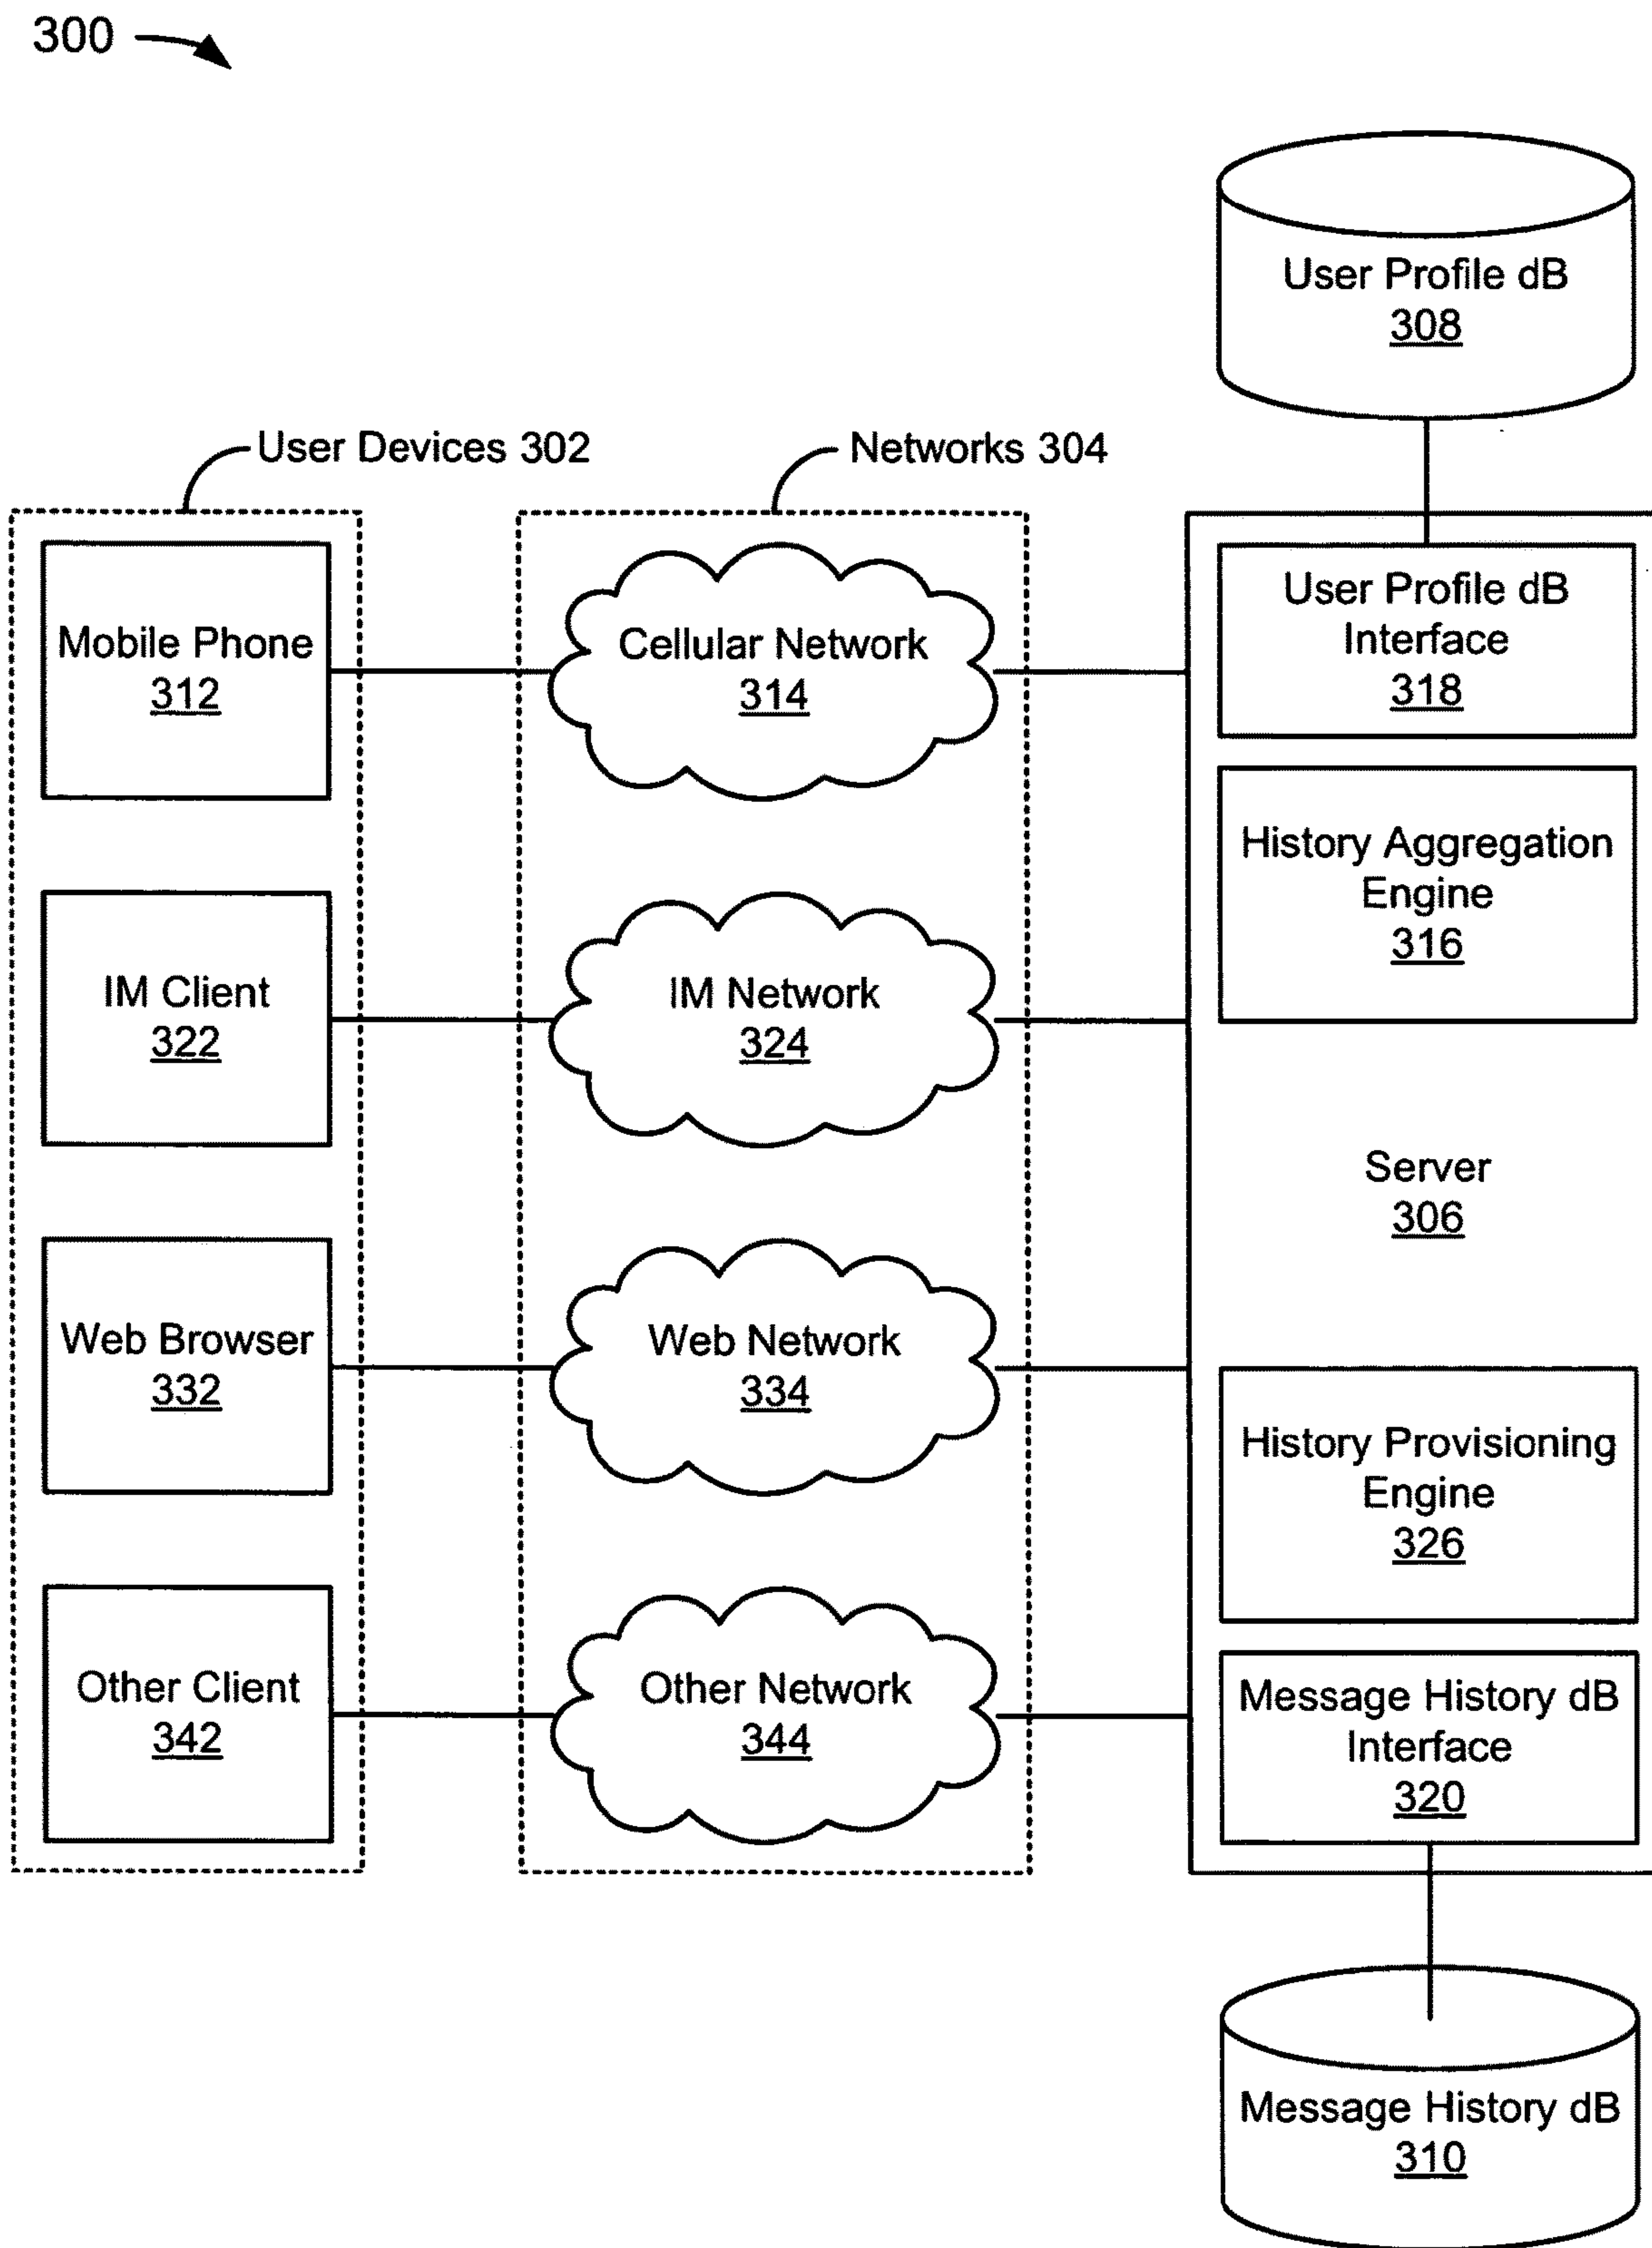 300
User Profile dB
308
User Devices 302
Networks 304
Mobile Phone
312
Cellular Network
314
User Profile dB
Interface
318
History Aggregation
Engine
316
IM Client
322
IM Network
324
Server
306
Web Browser
332
Web Network
334
History Provisioning
Engine
326
Other Client
342
Other Network
344
Message History dB
Interface
320
Message History dB
310